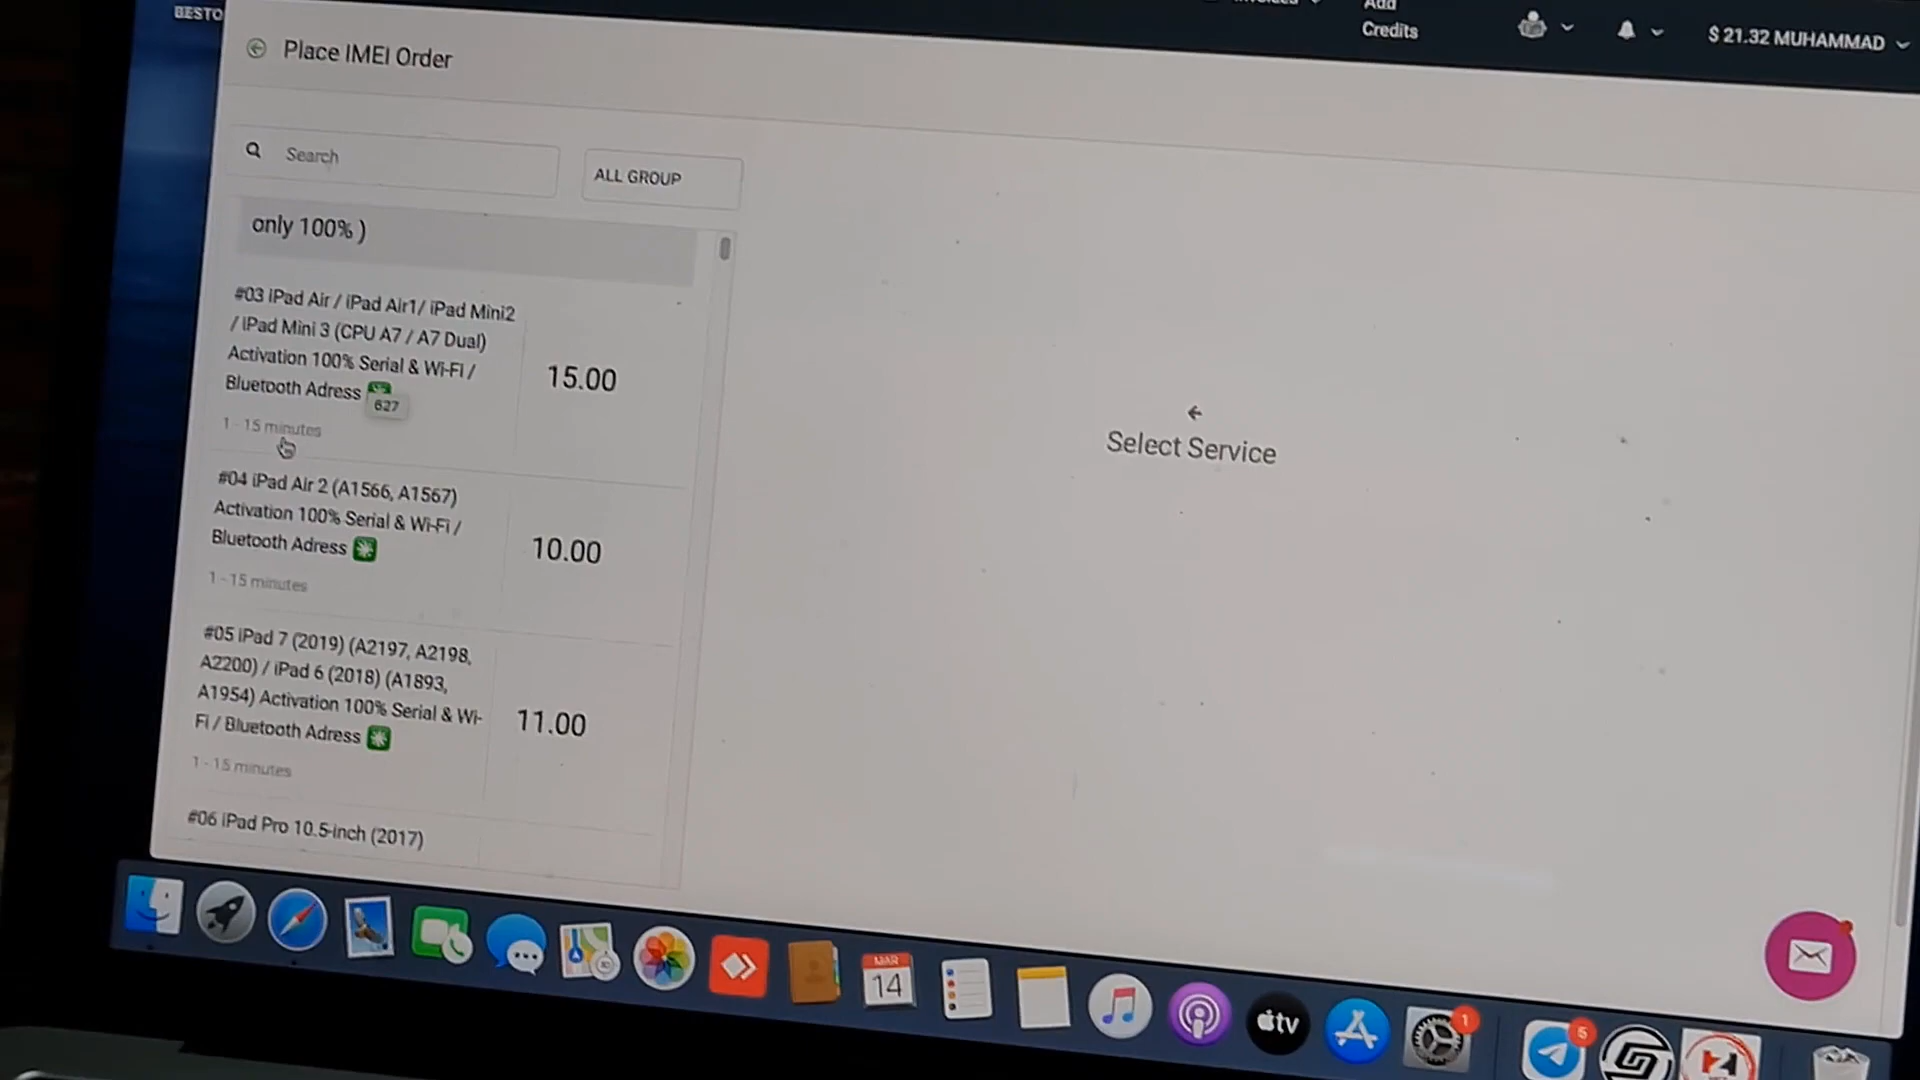 BESTO
Add
Credits
$ 21.32 MUHAMMAD
Place IMEI Order
Search
ALL GROUP
only 100% )
#03 iPad Air / iPad Air1/ iPad Mini2
/ iPad Mini 3 (CPU A7 / A7 Dual)
Activation 100% Serial & Wi-Fi /
Bluetooth Adress
627
15.00
1 - 15 minutes
#04 iPad Air 2 (A1566, A1567)
Activation 100% Serial & Wi-Fi /
Bluetooth Adress
10.00
1 - 15 minutes
#05 iPad 7 (2019) (A2197, A2198,
A2200) / iPad 6 (2018) (A1893,
A1954) Activation 100% Serial & Wi-
Fi / Bluetooth Adress
11.00
1 - 15 minutes
#06 iPad Pro 10.5-inch (2017)
Select Service
MAR
14
tv
1
5